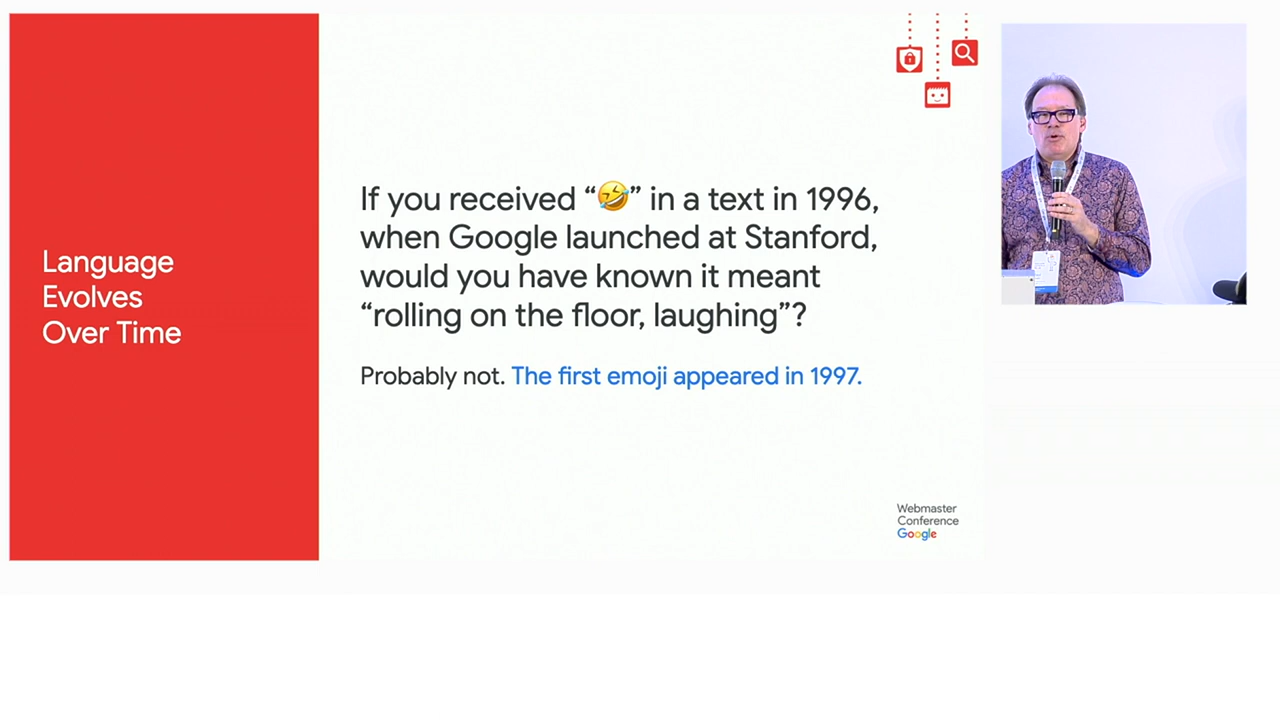 Language
Evolves
Over Time
If you received “🤣” in a text in 1996,
when Google launched at Stanford,
would you have known it meant
“rolling on the floor, laughing”?
Probably not. The first emoji appeared in 1997.
Webmaster
Conference
Google